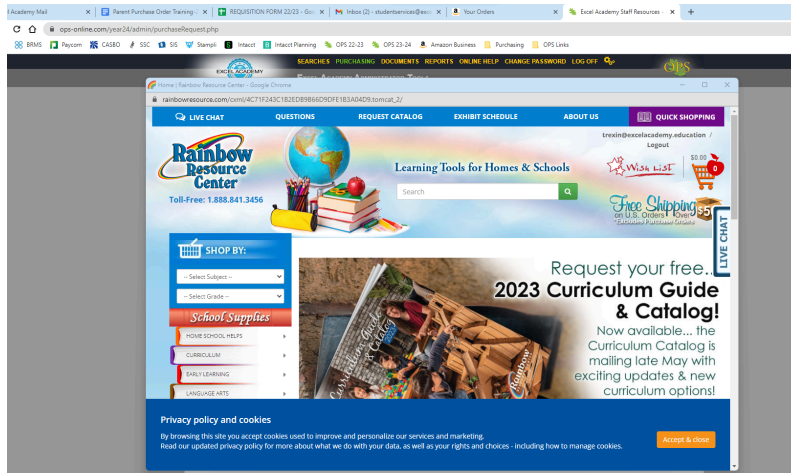 l Academy Mail
Parent Purchase Order Training -
REQUISITION FORM 22/23 - Goo
Inbox (2) - studentservices@exce
Your Orders
Excel Academy Staff Resources -
ops-online.com/year24/admin/purchaseRequest.php
BRMS Paycom CASBO SSC SIS Stampli Intacct Intacct Planning OPS 22-23 OPS 23-24 Amazon Business Purchasing OPS Links
EXCEL ACADEMY
SEARCHES PURCHASING DOCUMENTS REPORTS ONLINE HELP CHANGE PASSWORD LOG OFF
OPS
Home | Rainbow Resource Center - Google Chrome
rainbowresource.com/cxml/4C71F243C1B2EDB9B66D9DFE1B3A04D9.tomcat_2/
LIVE CHAT QUESTIONS REQUEST CATALOG EXHIBIT SCHEDULE ABOUT US QUICK SHOPPING
trexin@excelacademy.education /
Logout
Rainbow
Resource
Center
Toll-Free: 1.888.841.3456
Learning Tools for Homes & Schools
Search
Wish List
$0.00
0
Free Shipping
on U.S. Orders Over
*Excludes Purchase Orders
LIVE CHAT
SHOP BY:
-- Select Subject --
-- Select Grade --
School Supplies
HOME SCHOOL HELPS
CURRICULUM
EARLY LEARNING
LANGUAGE ARTS
Curriculum Guide
& Catalog
2023
Rainbow
Request your free..
2023 Curriculum Guide
& Catalog!
Now
available... the
Curriculum Catalog is
mailing late May with
exciting updates & new
curriculum options!
Privacy policy and cookies
By browsing this site you accept cookies used to improve and personalize our services and marketing.
Read our updated privacy policy for more about what we do with your data, as well as your rights and choices - including how to manage cookies.
Accept & close